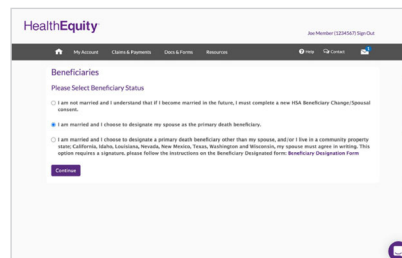 HealthEquity
Joe Member (1234567) Sign Out
My Account Claims & Payments Docs & Forms Resources Help Contact
Beneficiaries
Please Select Beneficiary Status
I am not married and I understand that if I become married in the future, I must complete a new HSA Beneficiary Change/Spousal
consent.
I am married and I choose to designate my spouse as the primary death beneficiary.
I am married and I choose to designate a primary death beneficiary other than my spouse, and/or I live in a community property
state; California, Idaho, Louisiana, Nevada, New Mexico, Texas, Washington and Wisconsin, my spouse must agree in writing. This
option requires a signature, please follow the instructions on the Beneficiary Designated form: Beneficiary Designation Form
Continue